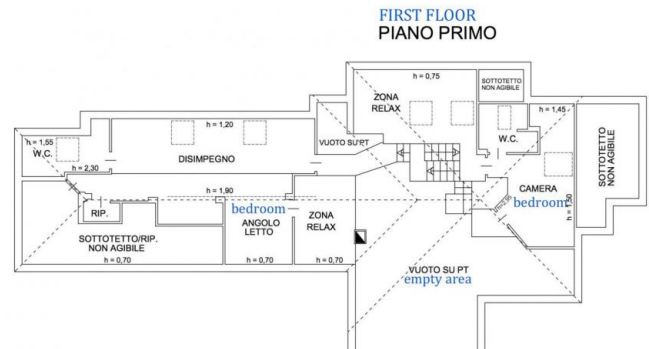 FIRST FLOOR
PIANO PRIMO
h = 0,75
ZONA
RELAX
SOTTOTETTO
NON AGIBILE
h = 1,45
h = 1,20
VUOTO SU PT
W.C.
h = 1,55
W.C.
h = 2,30
DISIMPEGNO
SOTTOTETTO
NON AGIBILE
CAMERA
bedroom
h = 1,50
h = 1,90
bedroom
ANGOLO
LETTO
ZONA
RELAX
RIP.
SOTTOTETTO/RIP.
NON AGIBILE
h = 0,70
h = 0,70
h = 0,70
VUOTO SU PT
empty area